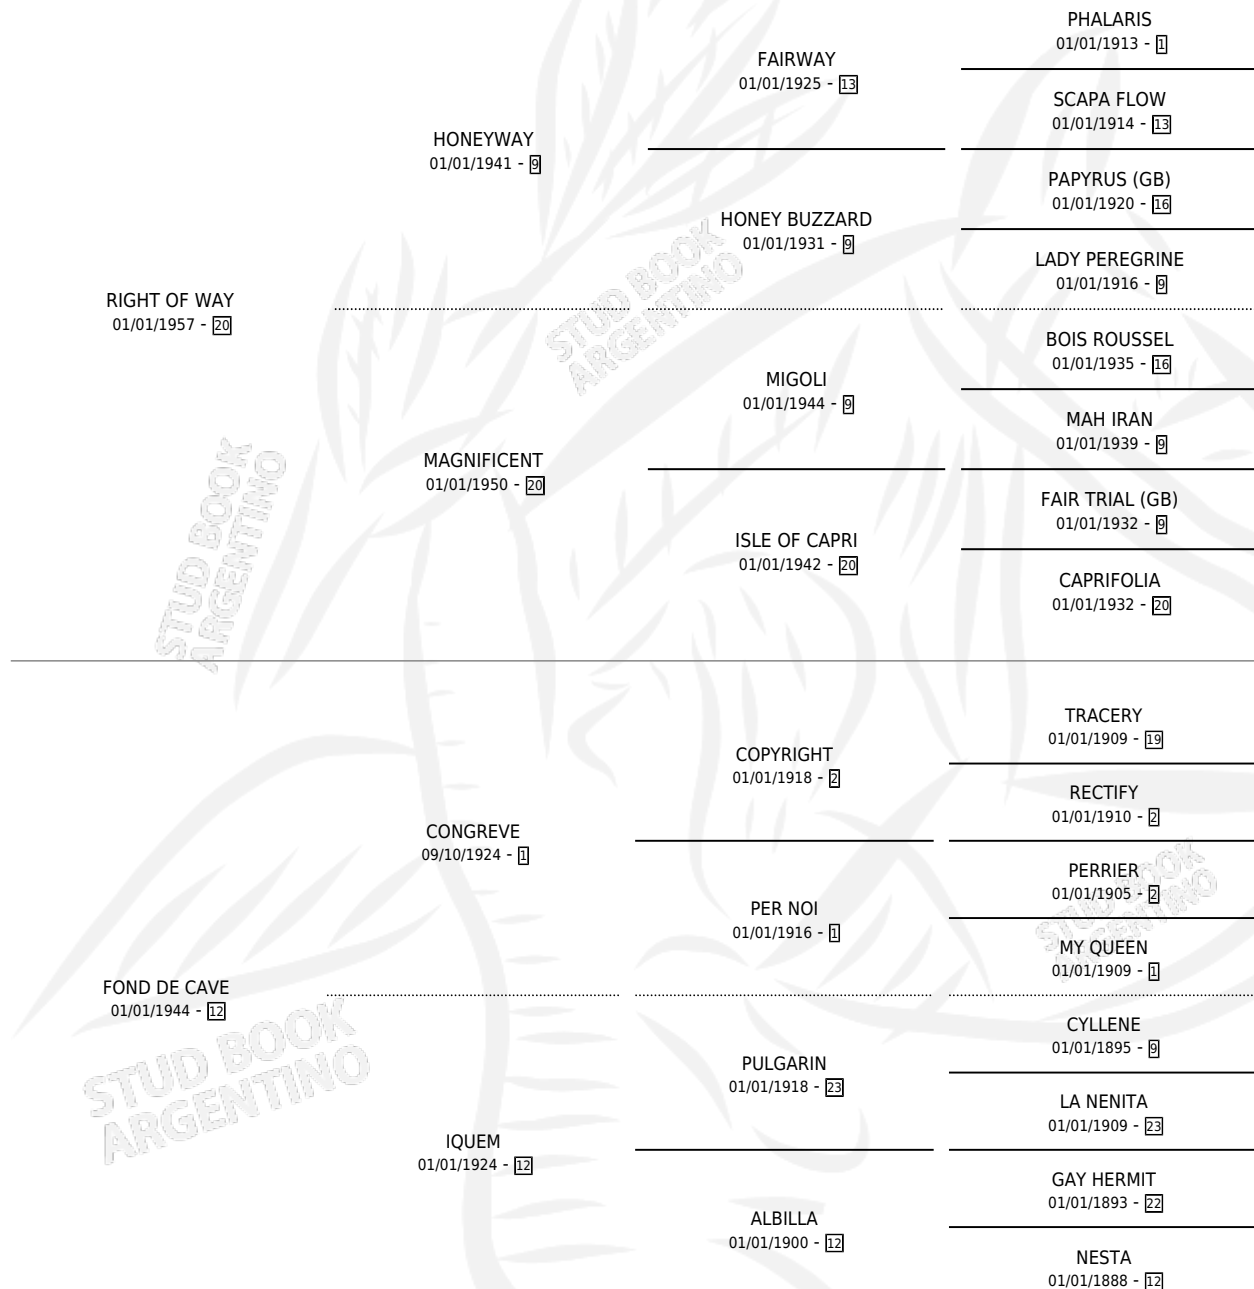 PHALARIS
01/01/1913 - 1
FAIRWAY
01/01/1925 - 13
SCAPA FLOW
01/01/1914 - 13
HONEYWAY
01/01/1941 - 9
PAPYRUS (GB)
01/01/1920 - 16
HONEY BUZZARD
01/01/1931 - 9
LADY PEREGRINE
01/01/1916 - 9
RIGHT OF WAY
01/01/1957 - 20
BOIS ROUSSEL
01/01/1935 - 16
MIGOLI
01/01/1944 - 9
MAH IRAN
01/01/1939 - 9
MAGNIFICENT
01/01/1950 - 20
FAIR TRIAL (GB)
01/01/1932 - 9
ISLE OF CAPRI
01/01/1942 - 20
CAPRIFOLIA
01/01/1932 - 20
TRACERY
01/01/1909 - 19
COPYRIGHT
01/01/1918 - 2
RECTIFY
01/01/1910 - 2
CONGREVE
09/10/1924 - 1
PERRIER
01/01/1905 - 2
PER NOI
01/01/1916 - 1
MY QUEEN
01/01/1909 - 1
FOND DE CAVE
01/01/1944 - 12
CYLLENE
01/01/1895 - 9
PULGARIN
01/01/1918 - 23
LA NENITA
01/01/1909 - 23
IQUEM
01/01/1924 - 12
GAY HERMIT
01/01/1893 - 22
ALBILLA
01/01/1900 - 12
NESTA
01/01/1888 - 12
STUD BOOK
ARGENTINO
STUD BOOK
ARGENTINO
STUD BOOK
ARGENTINO
STUD BOOK
ARGENTINO